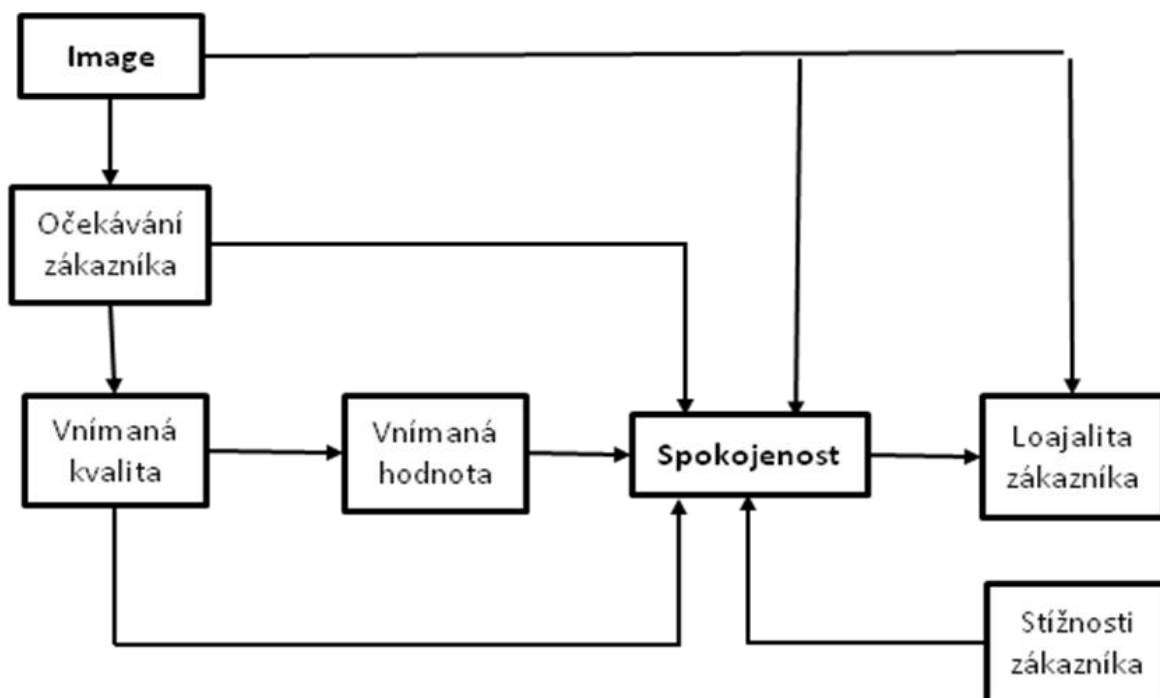 Image
Očekávání
zákazníka
Vnímaná
kvalita
Vnímaná
hodnota
Spokojenost
Loajalita
zákazníka
Stížnosti
zákazníka